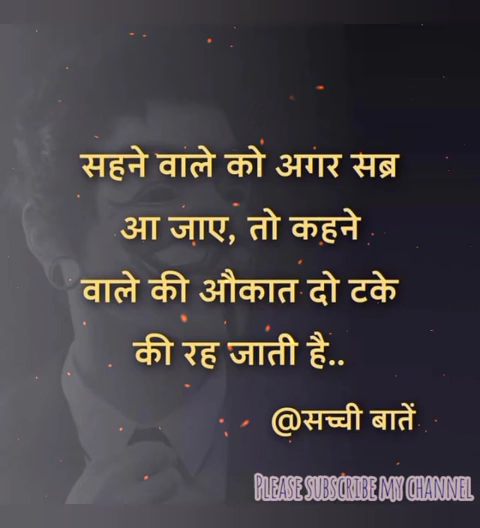 सहने वाले को अगर सब्र
आ जाए, तो कहने
वाले की औकात दो टके
की रह जाती है..
@सच्ची बातें
PLEASE SUBSCRIBE MY CHANNEL